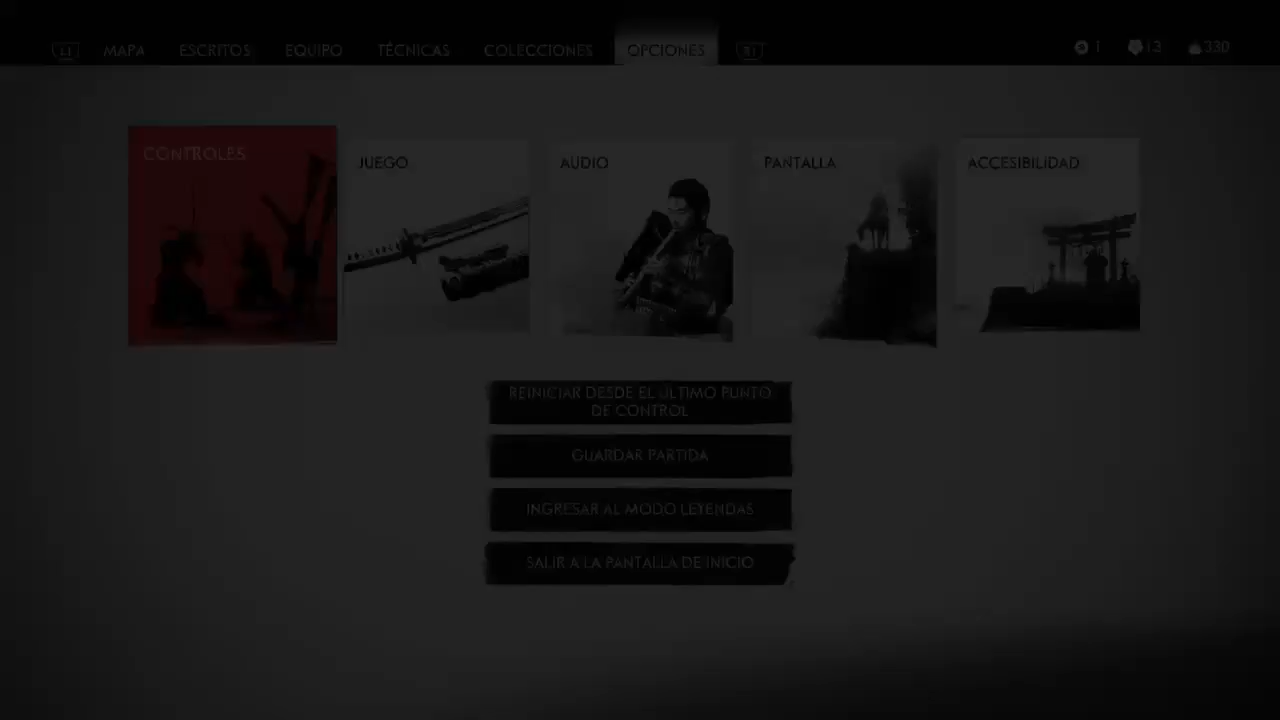 L1 MAPA ESCRITOS EQUIPO TÉCNICAS COLECCIONES OPCIONES R1 1 13 330
CONTROLES JUEGO AUDIO PANTALLA ACCESIBILIDAD
REINICIAR DESDE EL ÚLTIMO PUNTO
DE CONTROL
GUARDAR PARTIDA
INGRESAR AL MODO LEYENDAS
SALIR A LA PANTALLA DE INICIO